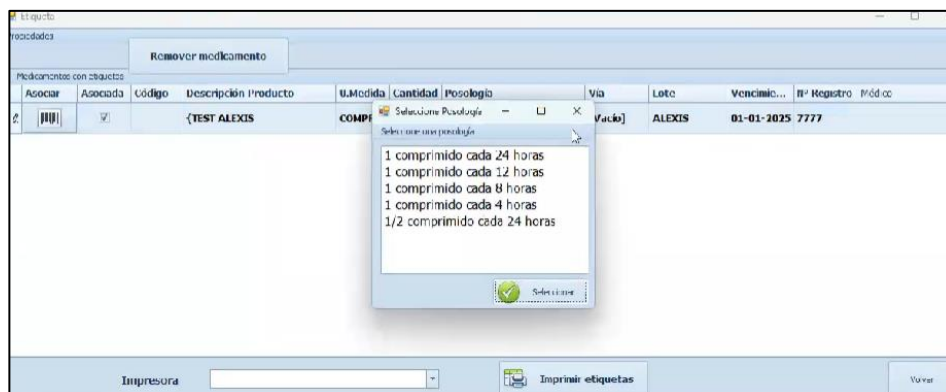 Etiqueta
Propiedades
Remover medicamento
Medicamentos con etiquetas
Asociar Asociada Código Descripción Producto U.Medida Cantidad Posología Vía Lote Vencimie... Nº Registro Médico
{TEST ALEXIS COMPR [Vacío] ALEXIS 01-01-2025 7777
Seleccione Posología
Seleccione una posología
1 comprimido cada 24 horas
1 comprimido cada 12 horas
1 comprimido cada 8 horas
1 comprimido cada 4 horas
1/2 comprimido cada 24 horas
Seleccionar
Impresora Imprimir etiquetas Volver